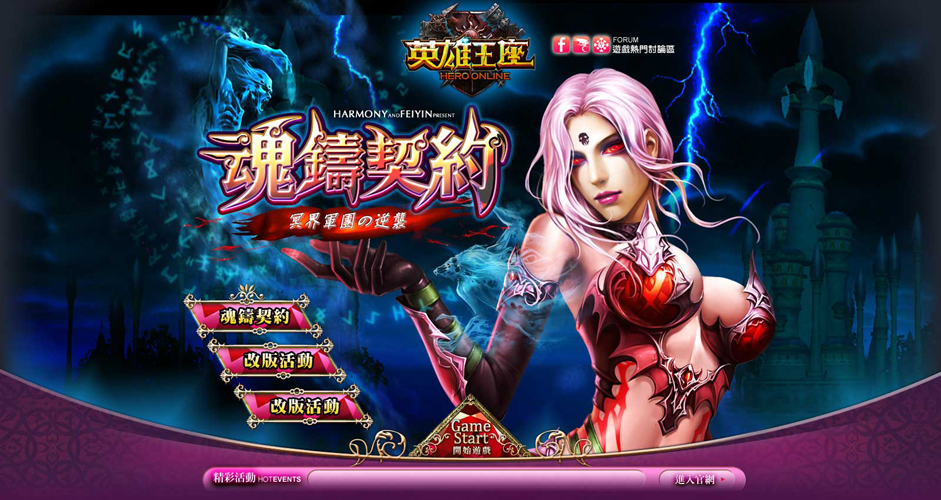 英雄王座
HERO ONLINE
FORUM
遊戲熱門討論區
HARMONY AND FEIYIN PRESENT
魂鑄契約
冥界軍團の逆襲
魂鑄契約
改版活動
改版活動
Game
Start
開始遊戲
精彩活動 HOTEVENTS
進入官網